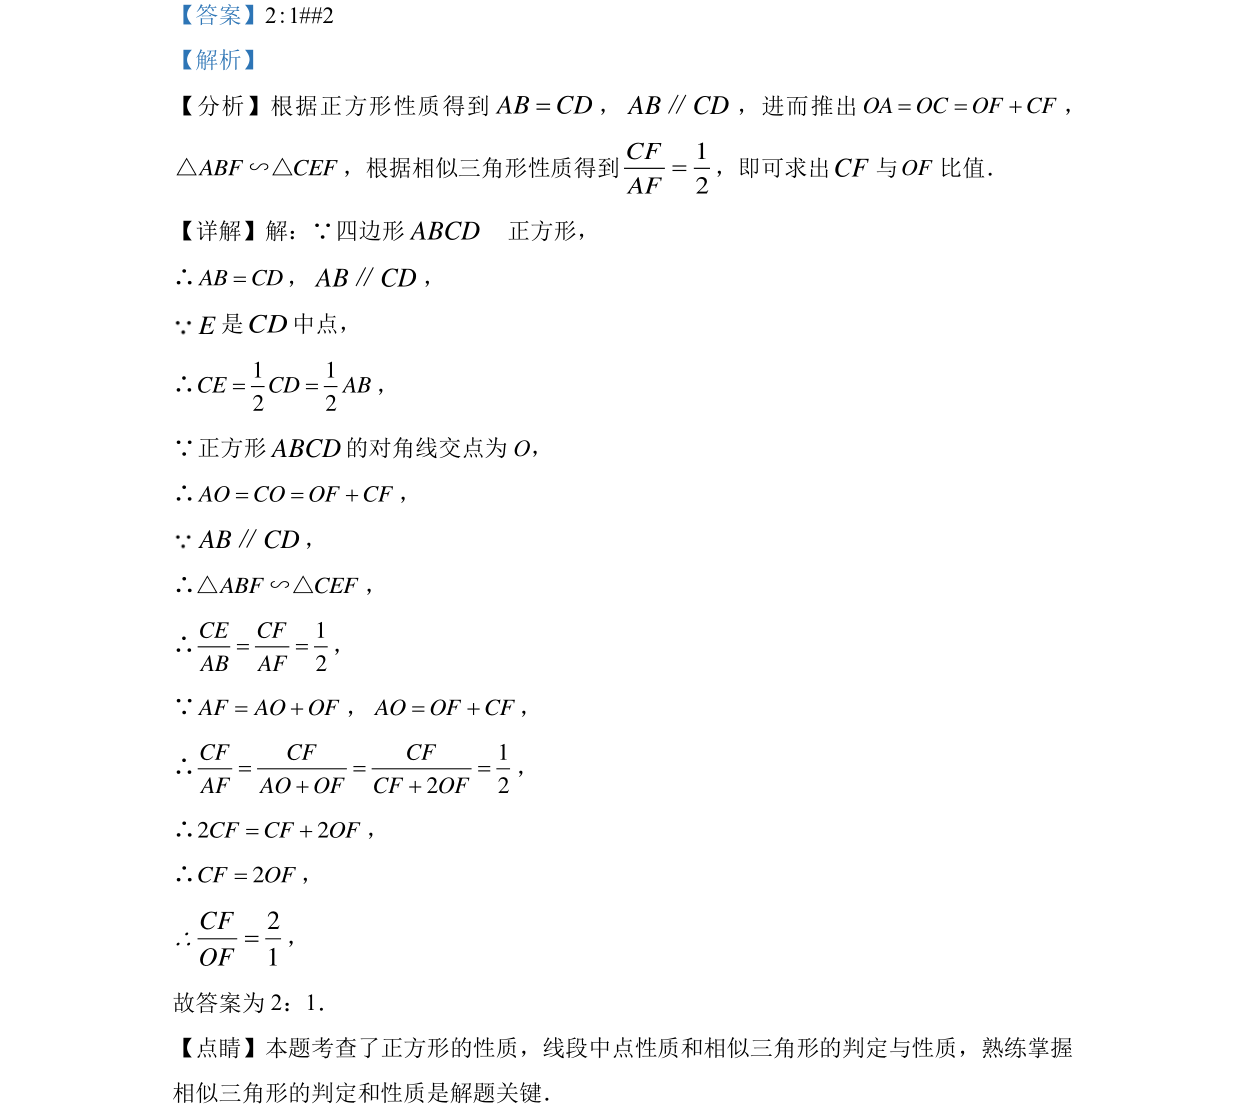 【答案】2:1##2
【解析】
【分析】根据正方形性质得到 AB=CD，AB∥CD，进而推出 OA=OC=OF+CF，
△ABF∽△CEF，根据相似三角形性质得到 CF/AF=1/2，即可求出 CF 与 OF 比值．
【详解】解：∵四边形 ABCD 正方形，
∴AB=CD，AB∥CD，
∵E 是 CD 中点，
∴CE=1/2CD=1/2AB，
∵正方形 ABCD 的对角线交点为 O，
∴AO=CO=OF+CF，
∵AB∥CD，
∴△ABF∽△CEF，
∴CE/AB=CF/AF=1/2，
∵AF=AO+OF，AO=OF+CF，
∴CF/AF=CF/(AO+OF)=CF/(CF+2OF)=1/2，
∴2CF=CF+2OF，
∴CF=2OF，
∴CF/OF=2/1，
故答案为 2：1．
【点睛】本题考查了正方形的性质，线段中点性质和相似三角形的判定与性质，熟练掌握
相似三角形的判定和性质是解题关键．